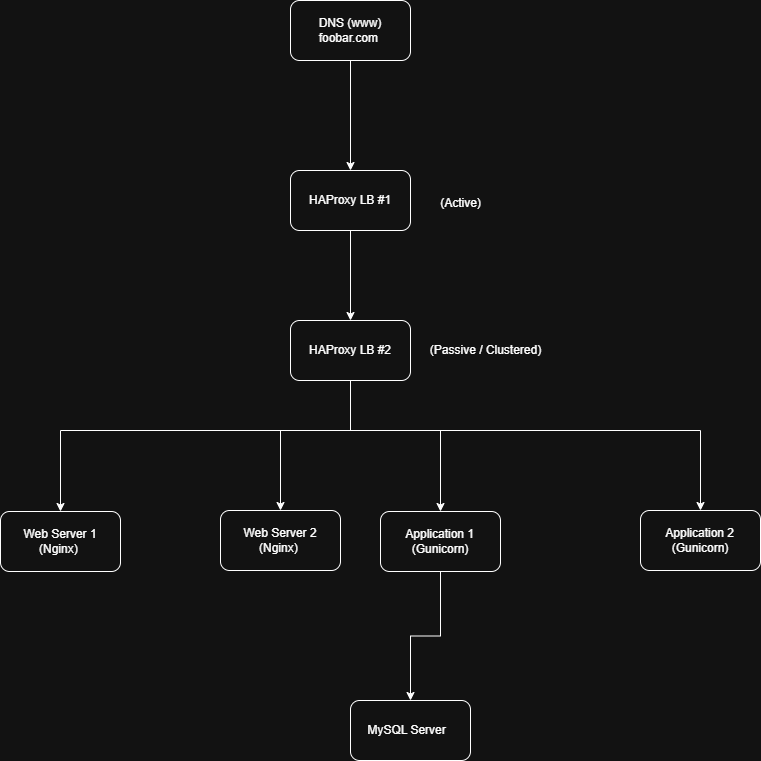 DNS (www)
foobar.com
HAProxy LB #1
(Active)
HAProxy LB #2
(Passive / Clustered)
Web Server 1
(Nginx)
Web Server 2
(Nginx)
Application 1
(Gunicorn)
Application 2
(Gunicorn)
MySQL Server